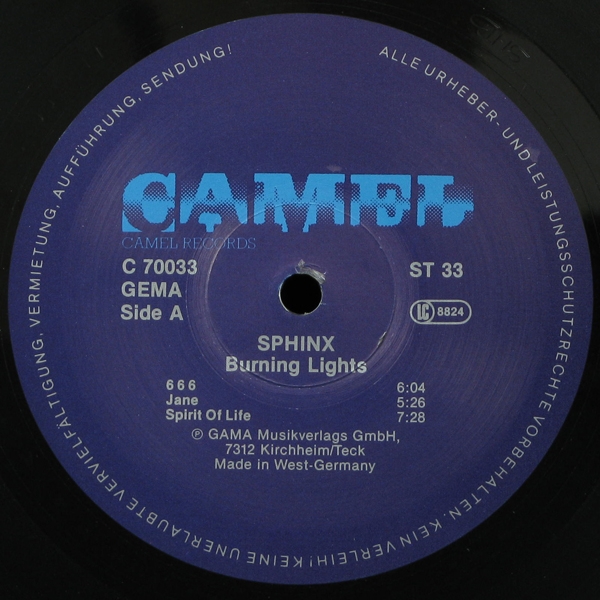 ALLE URHEBER- UND LEISTUNGSSCHUTZRECHTE VORBEHALTEN. KEIN VERLEIH! KEINE UNERLAUBTE VERVIELFÄLTIGUNG, VERMIETUNG, AUFFÜHRUNG, SENDUNG!
CAMEL
CAMEL RECORDS
C 70033 ST 33
GEMA
Side A LC 8824
SPHINX
Burning Lights
6 6 6 6:04
Jane 5:26
Spirit Of Life 7:28
℗ GAMA Musikverlags GmbH,
7312 Kirchheim/Teck
Made in West-Germany